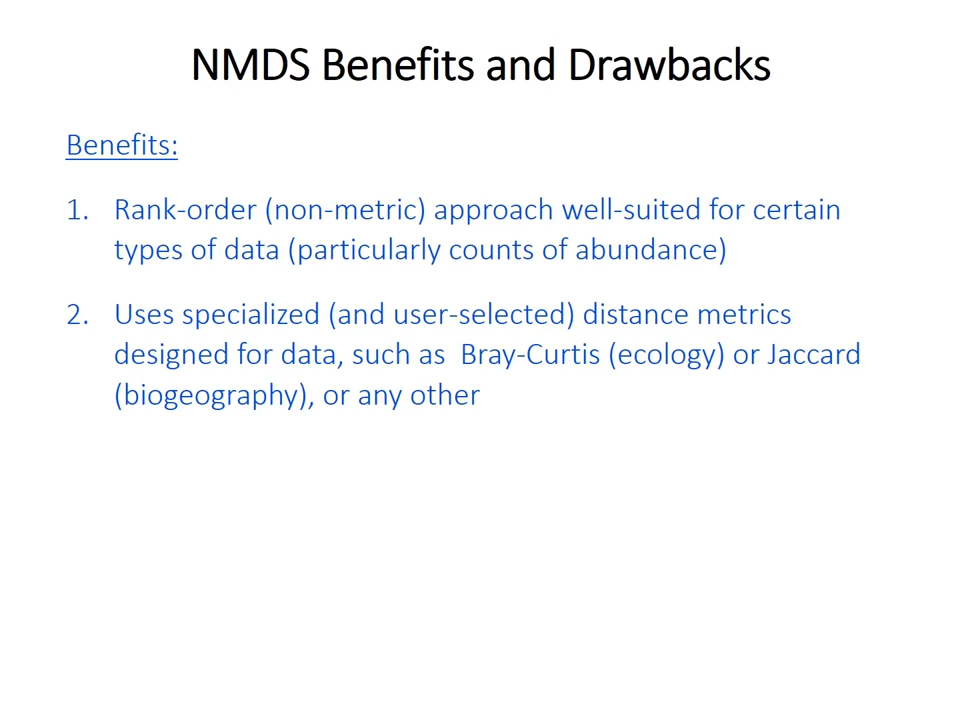 NMDS Benefits and Drawbacks
Benefits:
1. Rank-order (non-metric) approach well-suited for certain
types of data (particularly counts of abundance)
2. Uses specialized (and user-selected) distance metrics
designed for data, such as  Bray-Curtis (ecology) or Jaccard
(biogeography), or any other